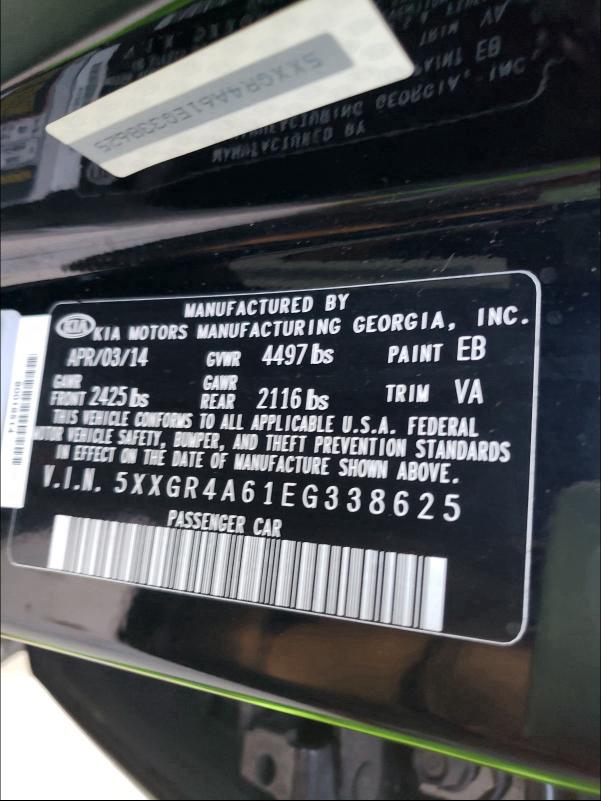 5XXGR4A61EG338625
MANUFACTURED BY
KIA KIA MOTORS MANUFACTURING GEORGIA, INC.
APR/03/14 GVWR 4497 lbs PAINT EB
GAWR FRONT 2425 lbs GAWR REAR 2116 lbs TRIM VA
THIS VEHICLE CONFORMS TO ALL APPLICABLE U.S.A. FEDERAL
MOTOR VEHICLE SAFETY, BUMPER, AND THEFT PREVENTION STANDARDS
IN EFFECT ON THE DATE OF MANUFACTURE SHOWN ABOVE.
V.I.N. 5XXGR4A61EG338625
PASSENGER CAR